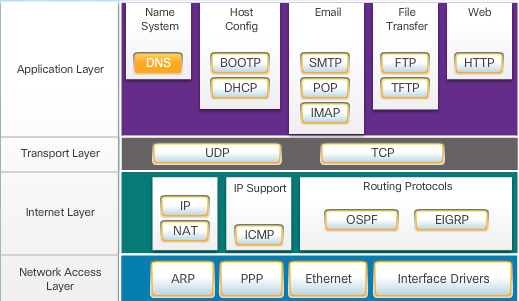 Name
System
Host
Config
Email
File
Transfer
Web
Application Layer
DNS
BOOTP
SMTP
FTP
HTTP
DHCP
POP
TFTP
IMAP
Transport Layer
UDP
TCP
Internet Layer
IP
NAT
IP Support
ICMP
Routing Protocols
OSPF
EIGRP
Network Access
Layer
ARP
PPP
Ethernet
Interface Drivers